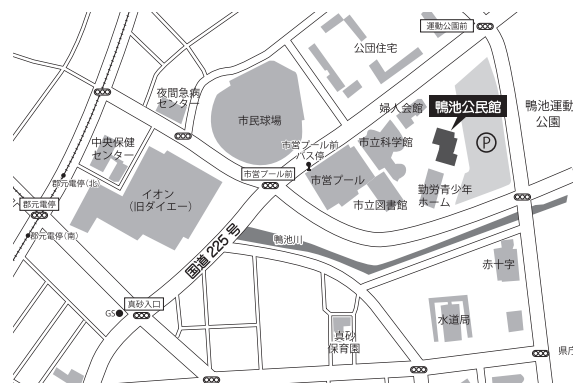 運動公園前
公団住宅
夜間急病
センター
婦人会館
鴨池公民館
鴨池運動
公園
市民球場
市営プール前
バス停
市立科学館
P
中央保健
センター
市営プール前
市営プール
郡元電停(北)
イオン
(旧ダイエー)
勤労青少年
ホーム
郡元電停
市立図書館
郡元電停(南)
国道225号
鴨池川
赤十字
真砂入口
GS
水道局
真砂
保育園
県庁